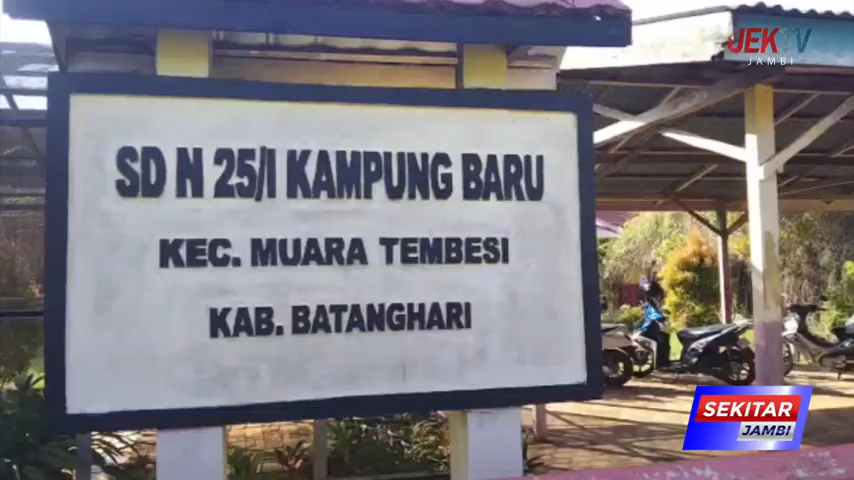 JEKTV
JAMBI
SD N 25/I KAMPUNG BARU
KEC. MUARA TEMBESI
KAB. BATANGHARI
SEKITAR
JAMBI